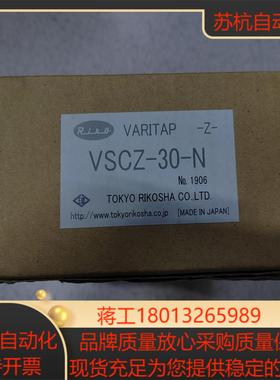 苏杭自动
Riko VARITAP -Z-
VSCZ-30-N
No. 1906
TOKYO RIKOSHA CO.LTD.
http://www.tokyorikosha.co.jp [MADE IN JAPAN]
蒋工18013265989
自动化 品牌质量放心采购质量保
开票 现货充足为您提供稳定的